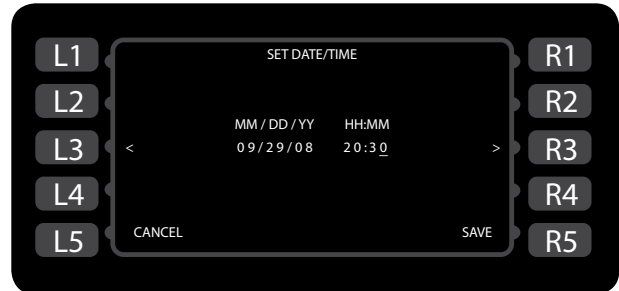 L1 SET DATE/TIME R1
L2 R2
MM / DD / YY HH:MM
L3 < 09/29/08 20:30 > R3
L4 R4
L5 CANCEL SAVE R5